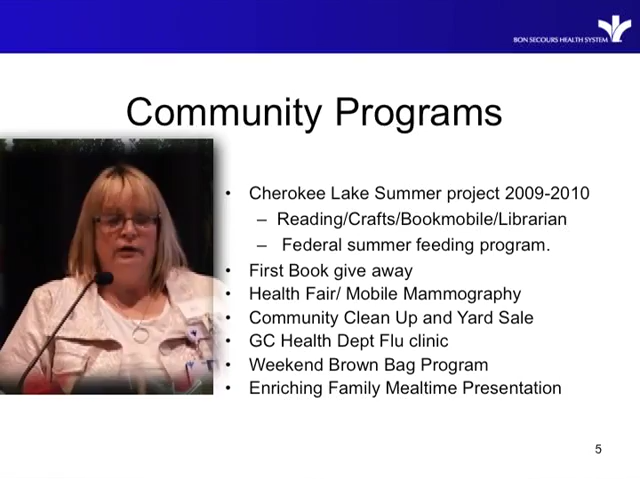 BON SECOURS HEALTH SYSTEM
Community Programs
• Cherokee Lake Summer project 2009-2010
– Reading/Crafts/Bookmobile/Librarian
– Federal summer feeding program.
• First Book give away
• Health Fair/ Mobile Mammography
• Community Clean Up and Yard Sale
• GC Health Dept Flu clinic
• Weekend Brown Bag Program
• Enriching Family Mealtime Presentation
5